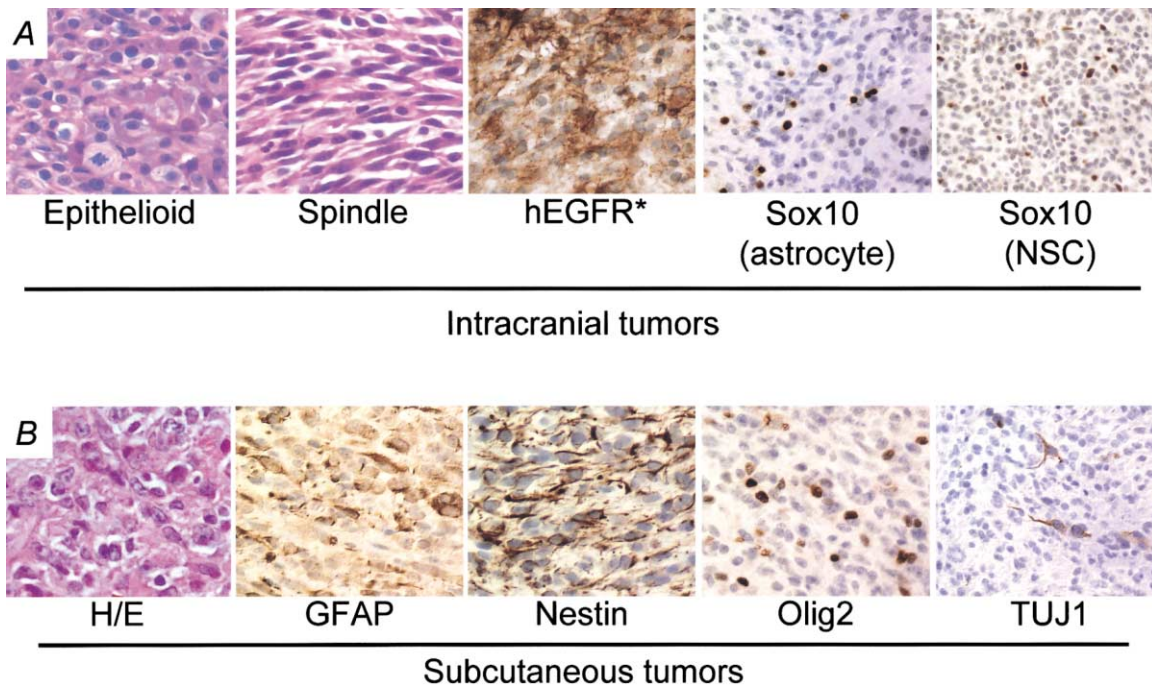 A
Epithelioid Spindle hEGFR* Sox10 (astrocyte) Sox10 (NSC)
Intracranial tumors
B
H/E GFAP Nestin Olig2 TUJ1
Subcutaneous tumors